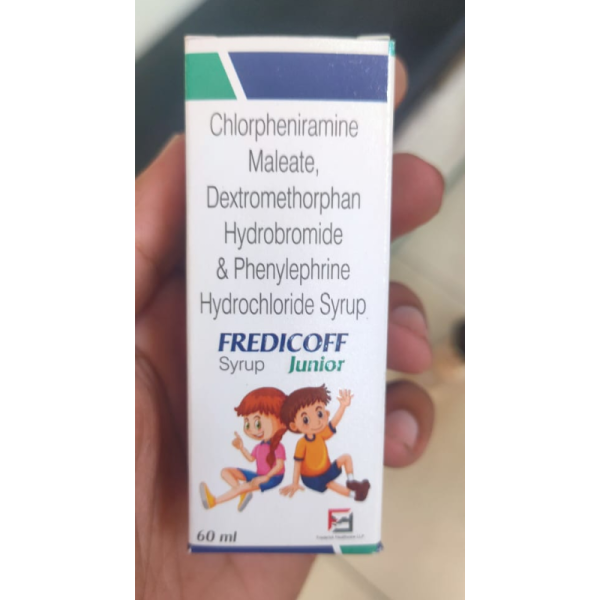 Chlorpheniramine
Maleate,
Dextromethorphan
Hydrobromide
& Phenylephrine
Hydrochloride Syrup
FREDICOFF
Syrup Junior
60 ml